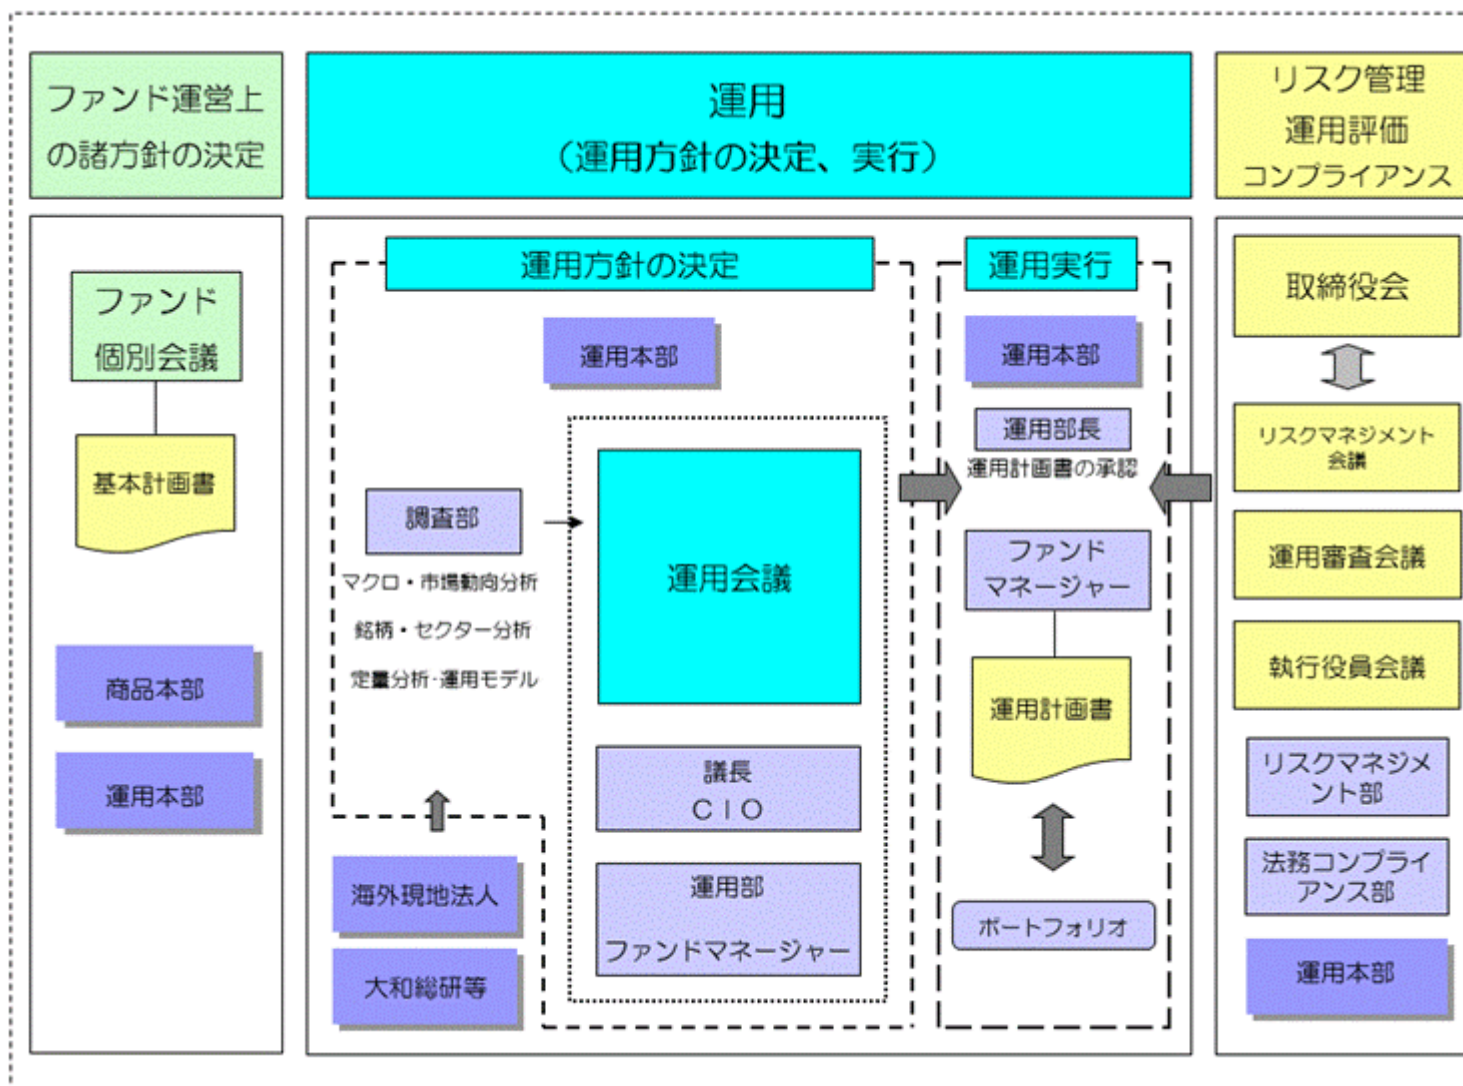 ファンド運営上
の諸方針の決定
運用
（運用方針の決定、実行）
リスク管理
運用評価
コンプライアンス
ファンド
個別会議
基本計画書
商品本部
運用本部
運用方針の決定
運用本部
調査部
マクロ・市場動向分析
銘柄・セクター分析
定量分析・運用モデル
海外現地法人
大和総研等
運用会議
議長
ＣＩＯ
運用部
ファンドマネージャー
運用実行
運用本部
運用部長
運用計画書の承認
ファンド
マネージャー
運用計画書
ポートフォリオ
取締役会
リスクマネジメント
会議
運用審査会議
執行役員会議
リスクマネジメ
ント部
法務コンプライ
アンス部
運用本部